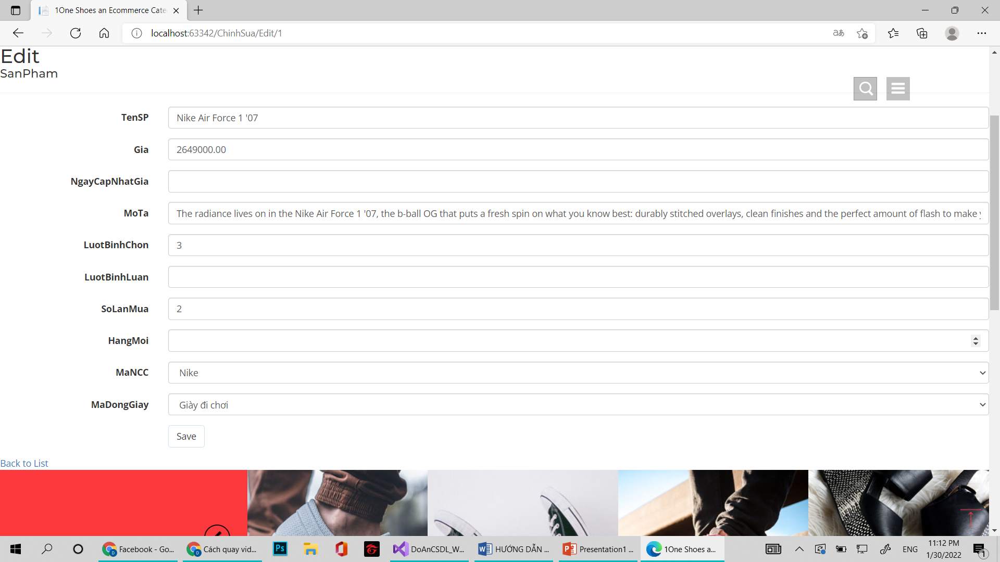 1One Shoes an Ecommerce Cate
localhost:63342/ChinhSua/Edit/1
aあ
Edit
SanPham
TenSP
Nike Air Force 1 '07
Gia
2649000.00
NgayCapNhatGia
MoTa
The radiance lives on in the Nike Air Force 1 '07, the b-ball OG that puts a fresh spin on what you know best: durably stitched overlays, clean finishes and the perfect amount of flash to make
LuotBinhChon
3
LuotBinhLuan
SoLanMua
2
HangMoi
MaNCC
Nike
MaDongGiay
Giày đi chơi
Save
Back to List
Facebook - Go...
Cách quay vid...
Ps
DoAnCSDL_W...
HƯỚNG DẪN ...
Presentation1 ...
1One Shoes a...
ENG
11:12 PM
1/30/2022
1